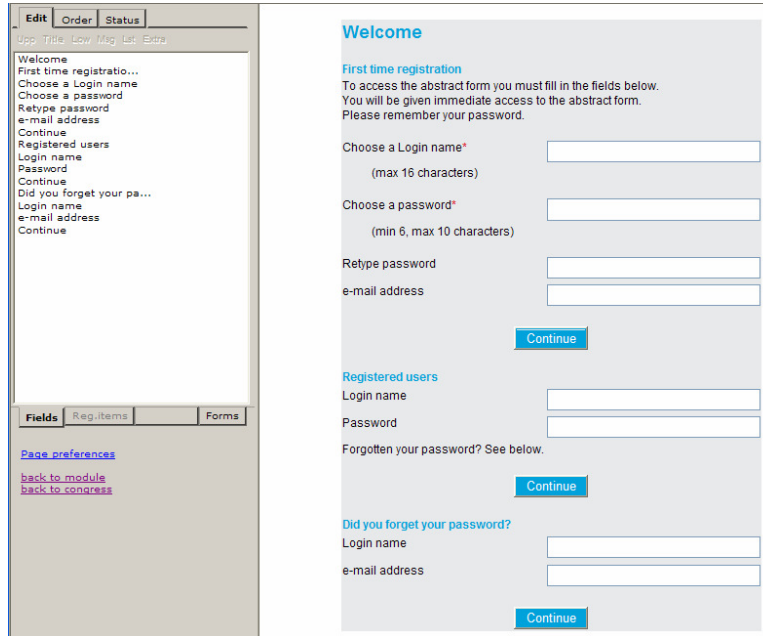 Edit Order Status
Upp Title Low Msg Lst Extra
Welcome
First time registratio...
Choose a Login name
Choose a password
Retype password
e-mail address
Continue
Registered users
Login name
Password
Continue
Did you forget your pa...
Login name
e-mail address
Continue
Fields Reg.items Forms
Page preferences
back to module
back to congress
Welcome
First time registration
To access the abstract form you must fill in the fields below.
You will be given immediate access to the abstract form.
Please remember your password.
Choose a Login name*
(max 16 characters)
Choose a password*
(min 6, max 10 characters)
Retype password
e-mail address
Continue
Registered users
Login name
Password
Forgotten your password? See below.
Continue
Did you forget your password?
Login name
e-mail address
Continue